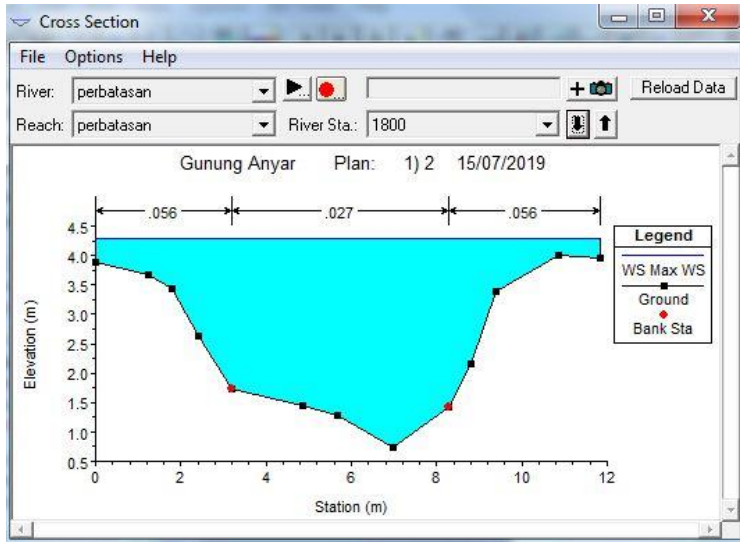 Cross Section
File Options Help
River: perbatasan Reload Data
Reach: perbatasan River Sta.: 1800
Gunung Anyar Plan: 1) 2 15/07/2019
.056 .027 .056
4.5
4.0
3.5
3.0
2.5
2.0
1.5
1.0
0.5
Elevation (m)
0 2 4 6 8 10 12
Station (m)
Legend
WS Max WS
Ground
Bank Sta